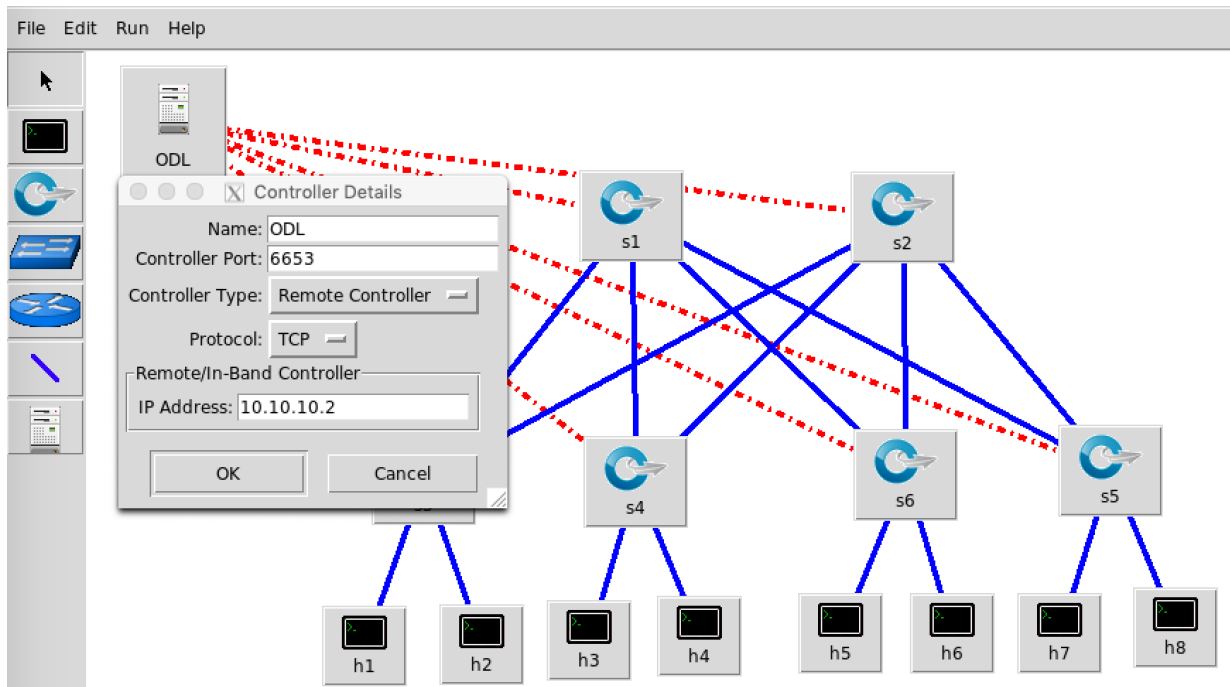 File Edit Run Help
ODL
Controller Details
Name: ODL
Controller Port: 6653
Controller Type: Remote Controller
Protocol: TCP
Remote/In-Band Controller
IP Address: 10.10.10.2
OK Cancel
s1
s2
s4
s6
s5
h1
h2
h3
h4
h5
h6
h7
h8